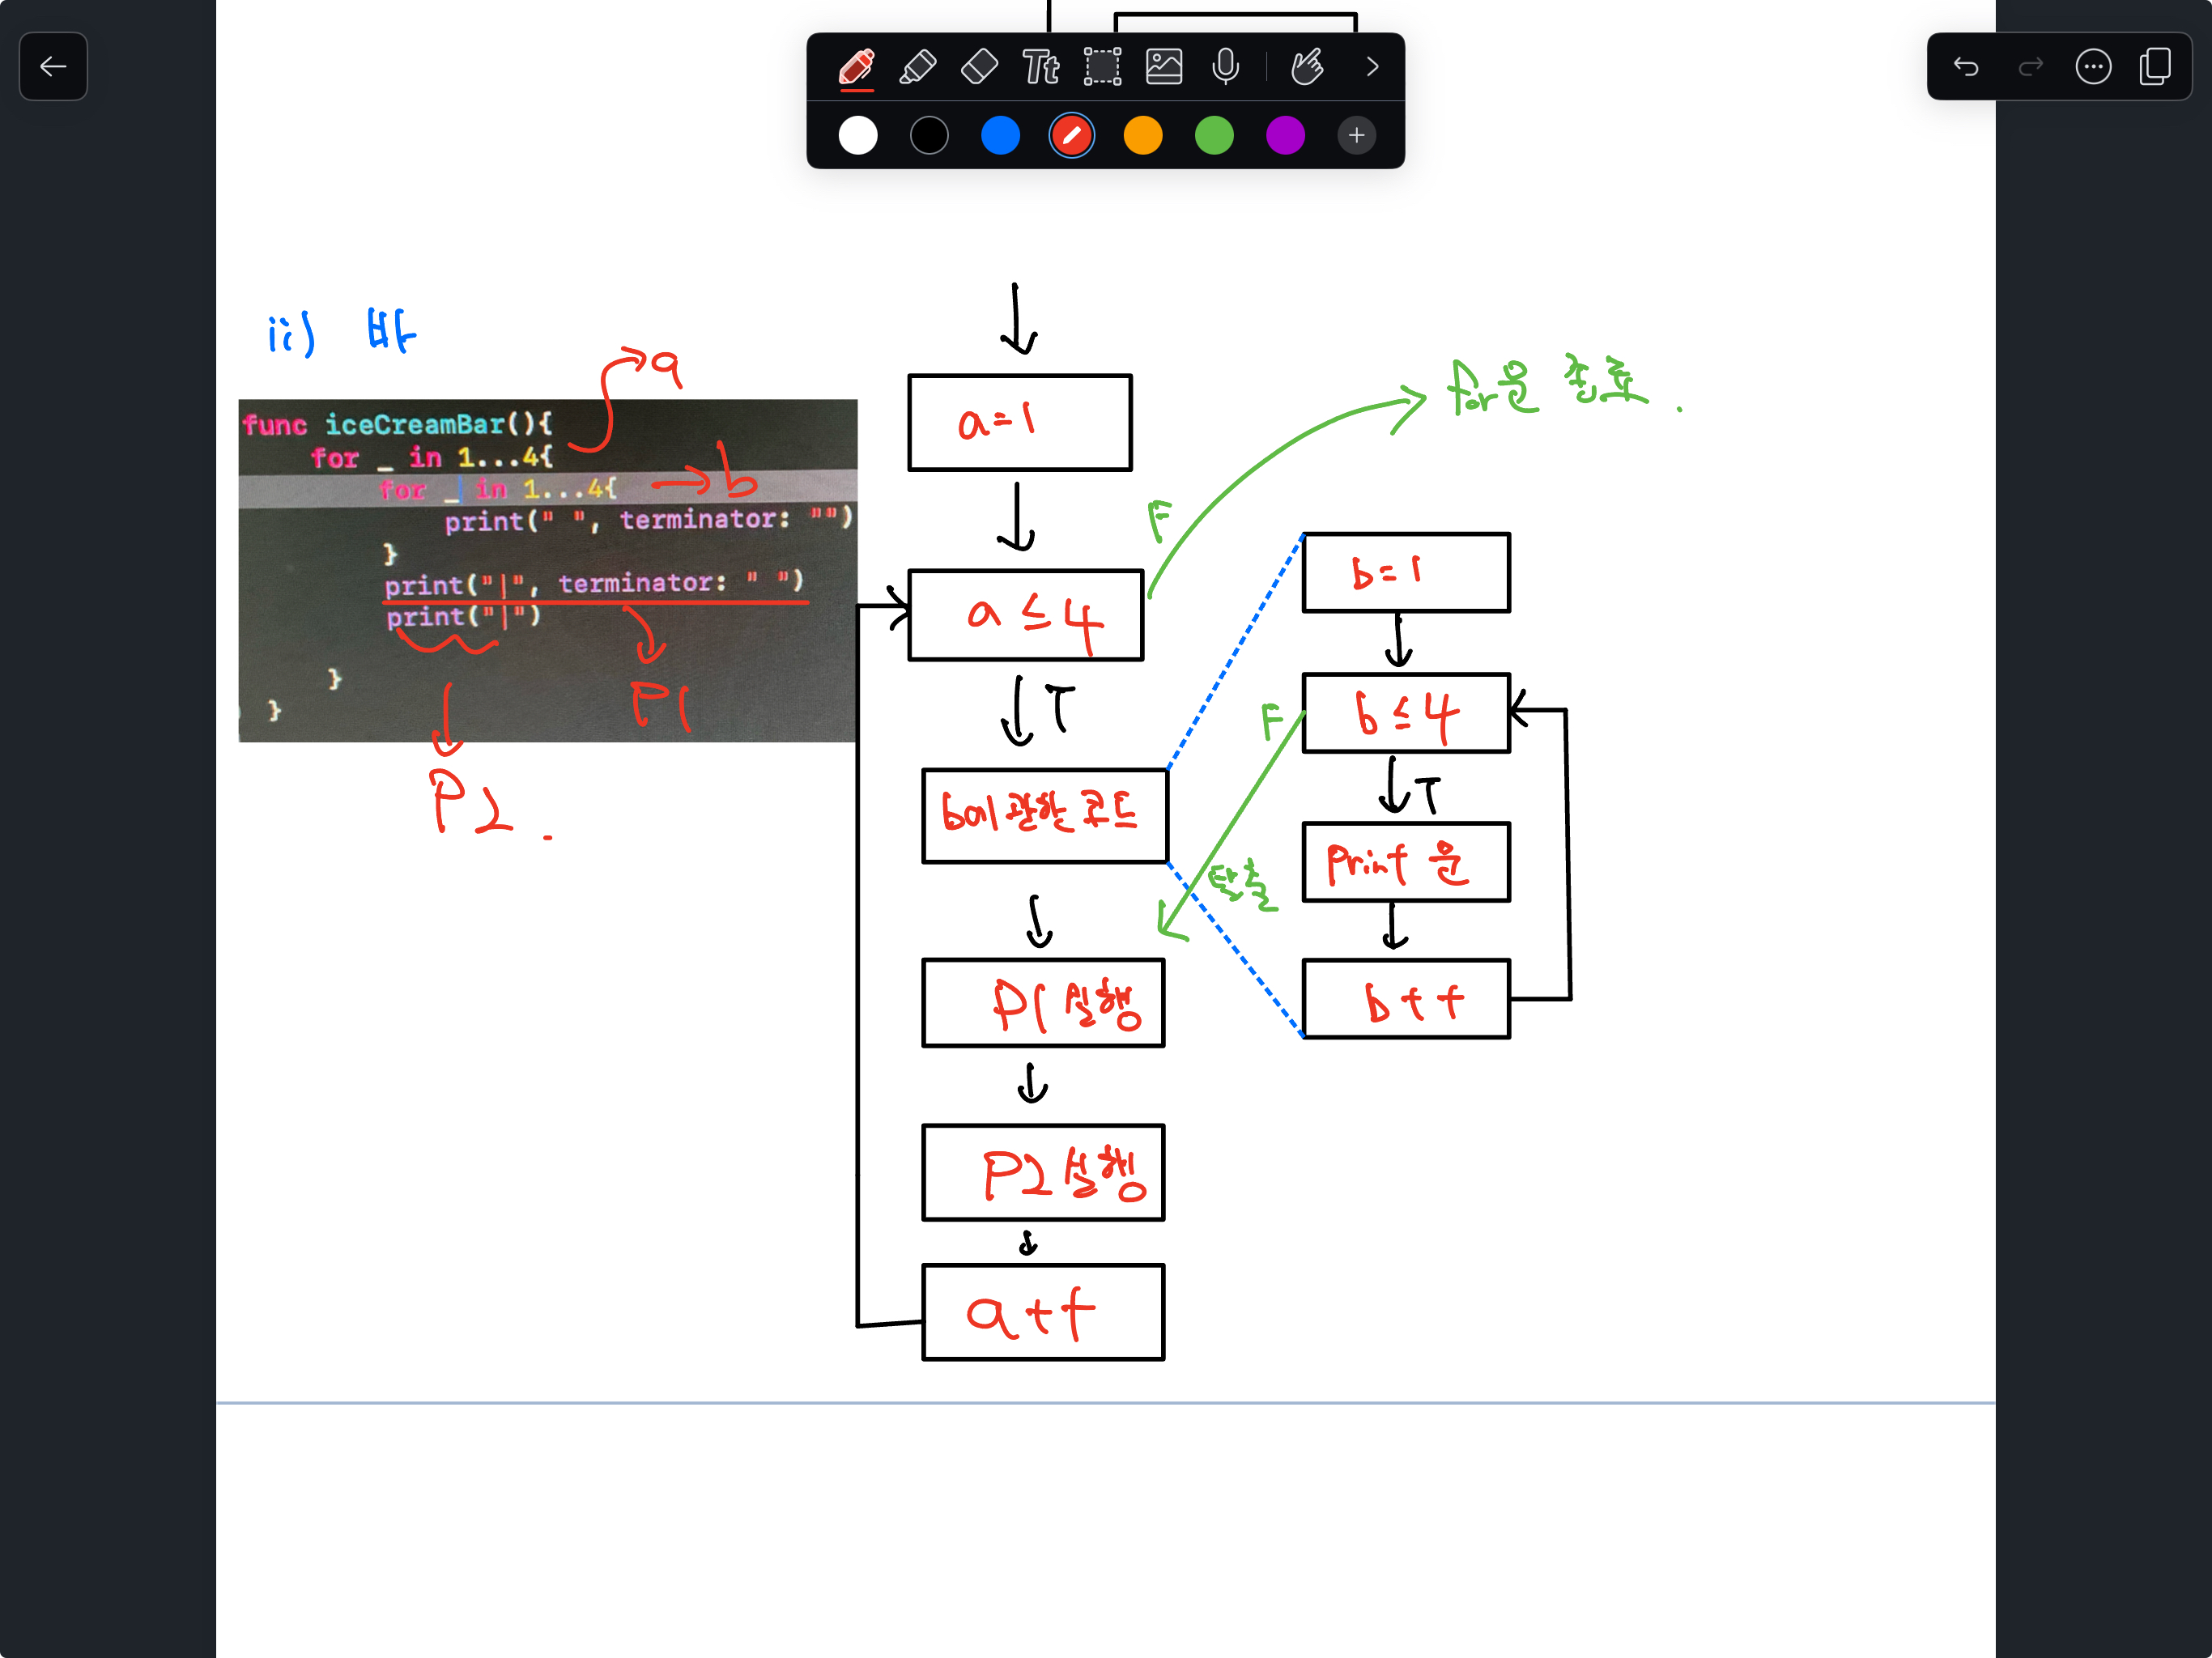 Tt
ii) 바
a
func iceCreamBar(){
for _ in 1...4{
for _ in 1...4{
b
print(" ", terminator: "")
}
print("|", terminator: " ")
print("|")
}
}
P1
P2.
a=1
F
for문 종료.
a ≤ 4
T
b에 관한 코드
P1 실행
P2 실행
a++
b=1
b≤4
F
T
탈출
print 문
b++